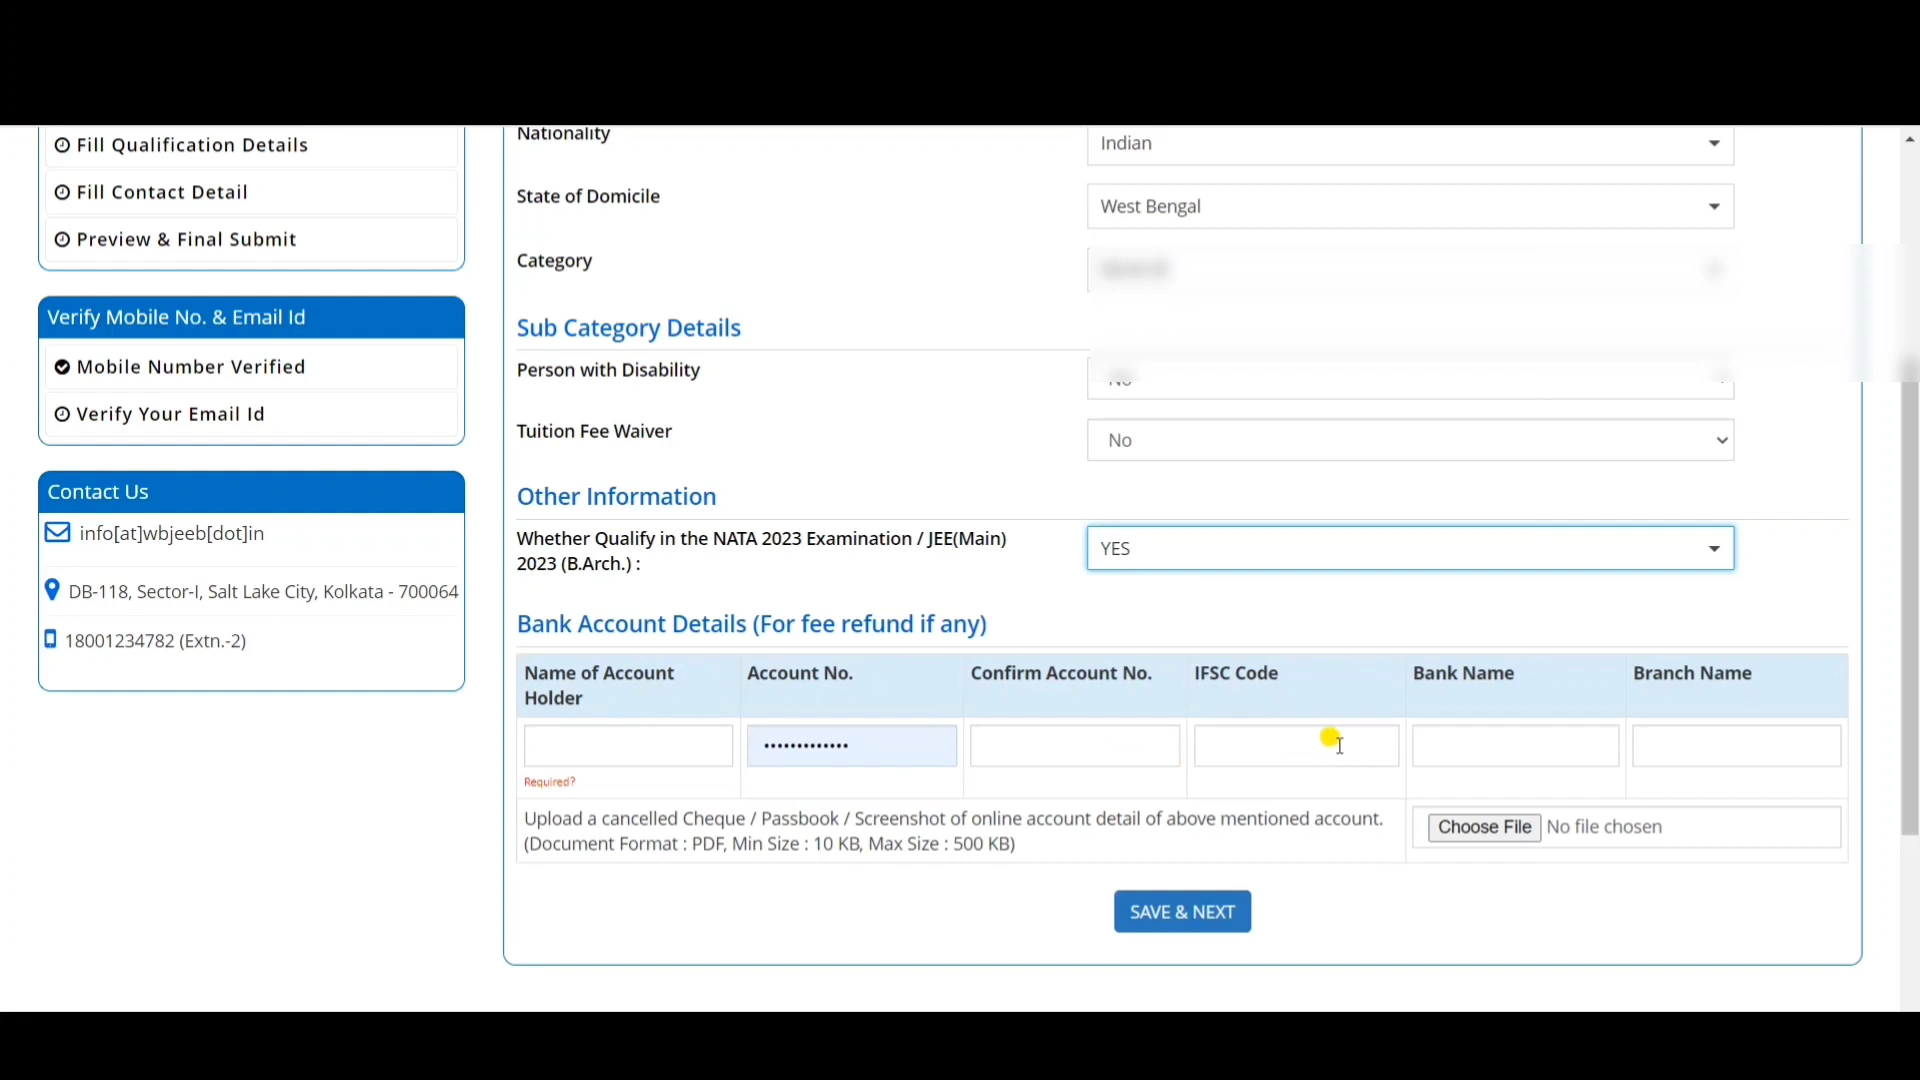 Fill Qualification Details
Fill Contact Detail
Preview & Final Submit
Verify Mobile No. & Email Id
Mobile Number Verified
Verify Your Email Id
Contact Us
info[at]wbjeeb[dot]in
DB-118, Sector-I, Salt Lake City, Kolkata - 700064
18001234782 (Extn.-2)
Nationality
Indian
State of Domicile
West Bengal
Category
Sub Category Details
Person with Disability
No
Tuition Fee Waiver
No
Other Information
Whether Qualify in the NATA 2023 Examination / JEE(Main)
2023 (B.Arch.) :
YES
Bank Account Details (For fee refund if any)
Name of Account
Holder
Account No.
Confirm Account No.
IFSC Code
Bank Name
Branch Name
•••••••••••••
Required?
Upload a cancelled Cheque / Passbook / Screenshot of online account detail of above mentioned account.
(Document Format : PDF, Min Size : 10 KB, Max Size : 500 KB)
Choose File No file chosen
SAVE & NEXT